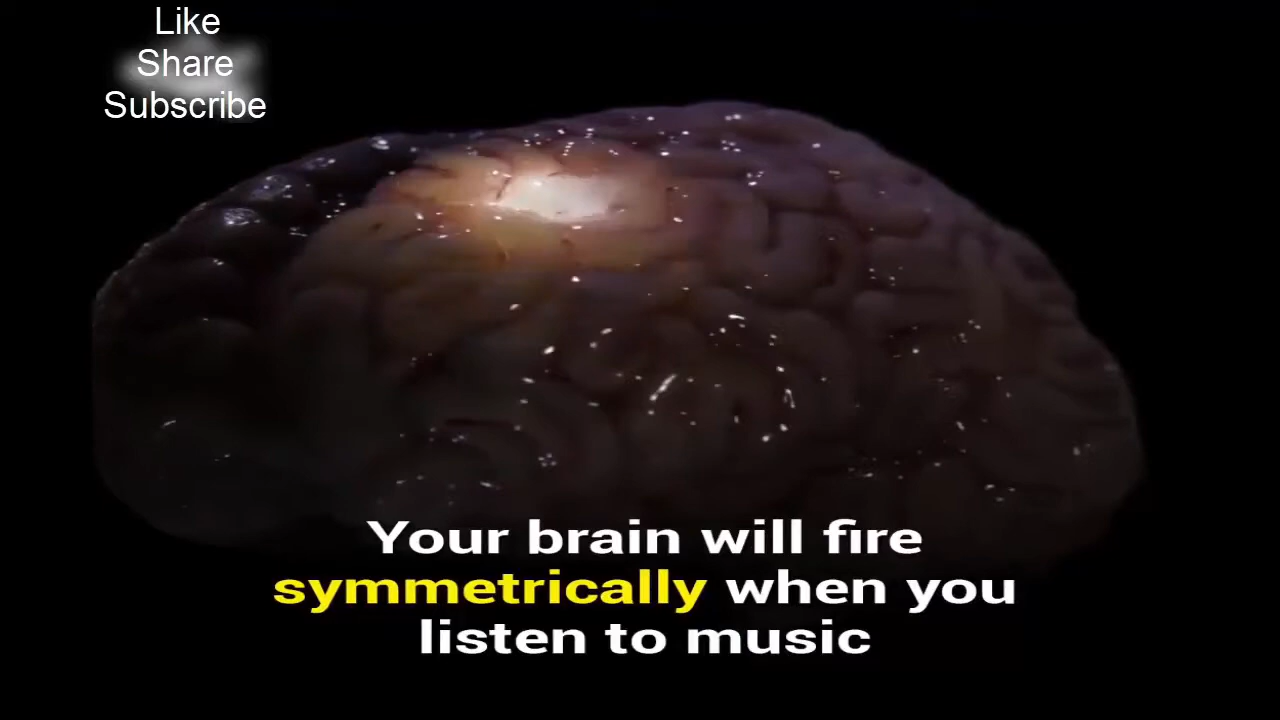 Like
Share
Subscribe
Your brain will fire
symmetrically when you
listen to music